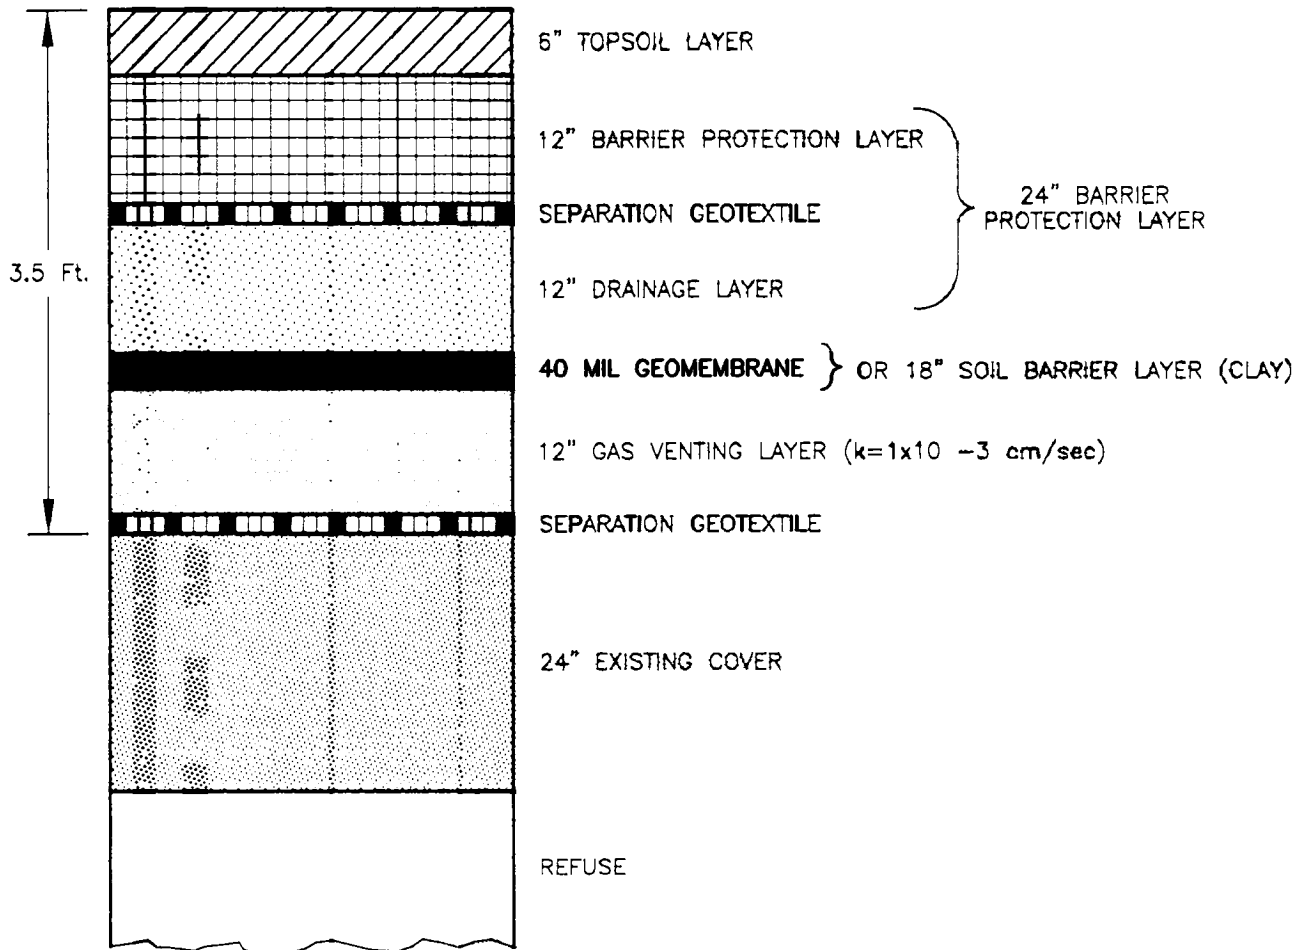 6" TOPSOIL LAYER
12" BARRIER PROTECTION LAYER
SEPARATION GEOTEXTILE
24" BARRIER
PROTECTION LAYER
3.5 Ft.
12" DRAINAGE LAYER
40 MIL GEOMEMBRANE } OR 18" SOIL BARRIER LAYER (CLAY)
12" GAS VENTING LAYER (k=1x10 -3 cm/sec)
SEPARATION GEOTEXTILE
24" EXISTING COVER
REFUSE